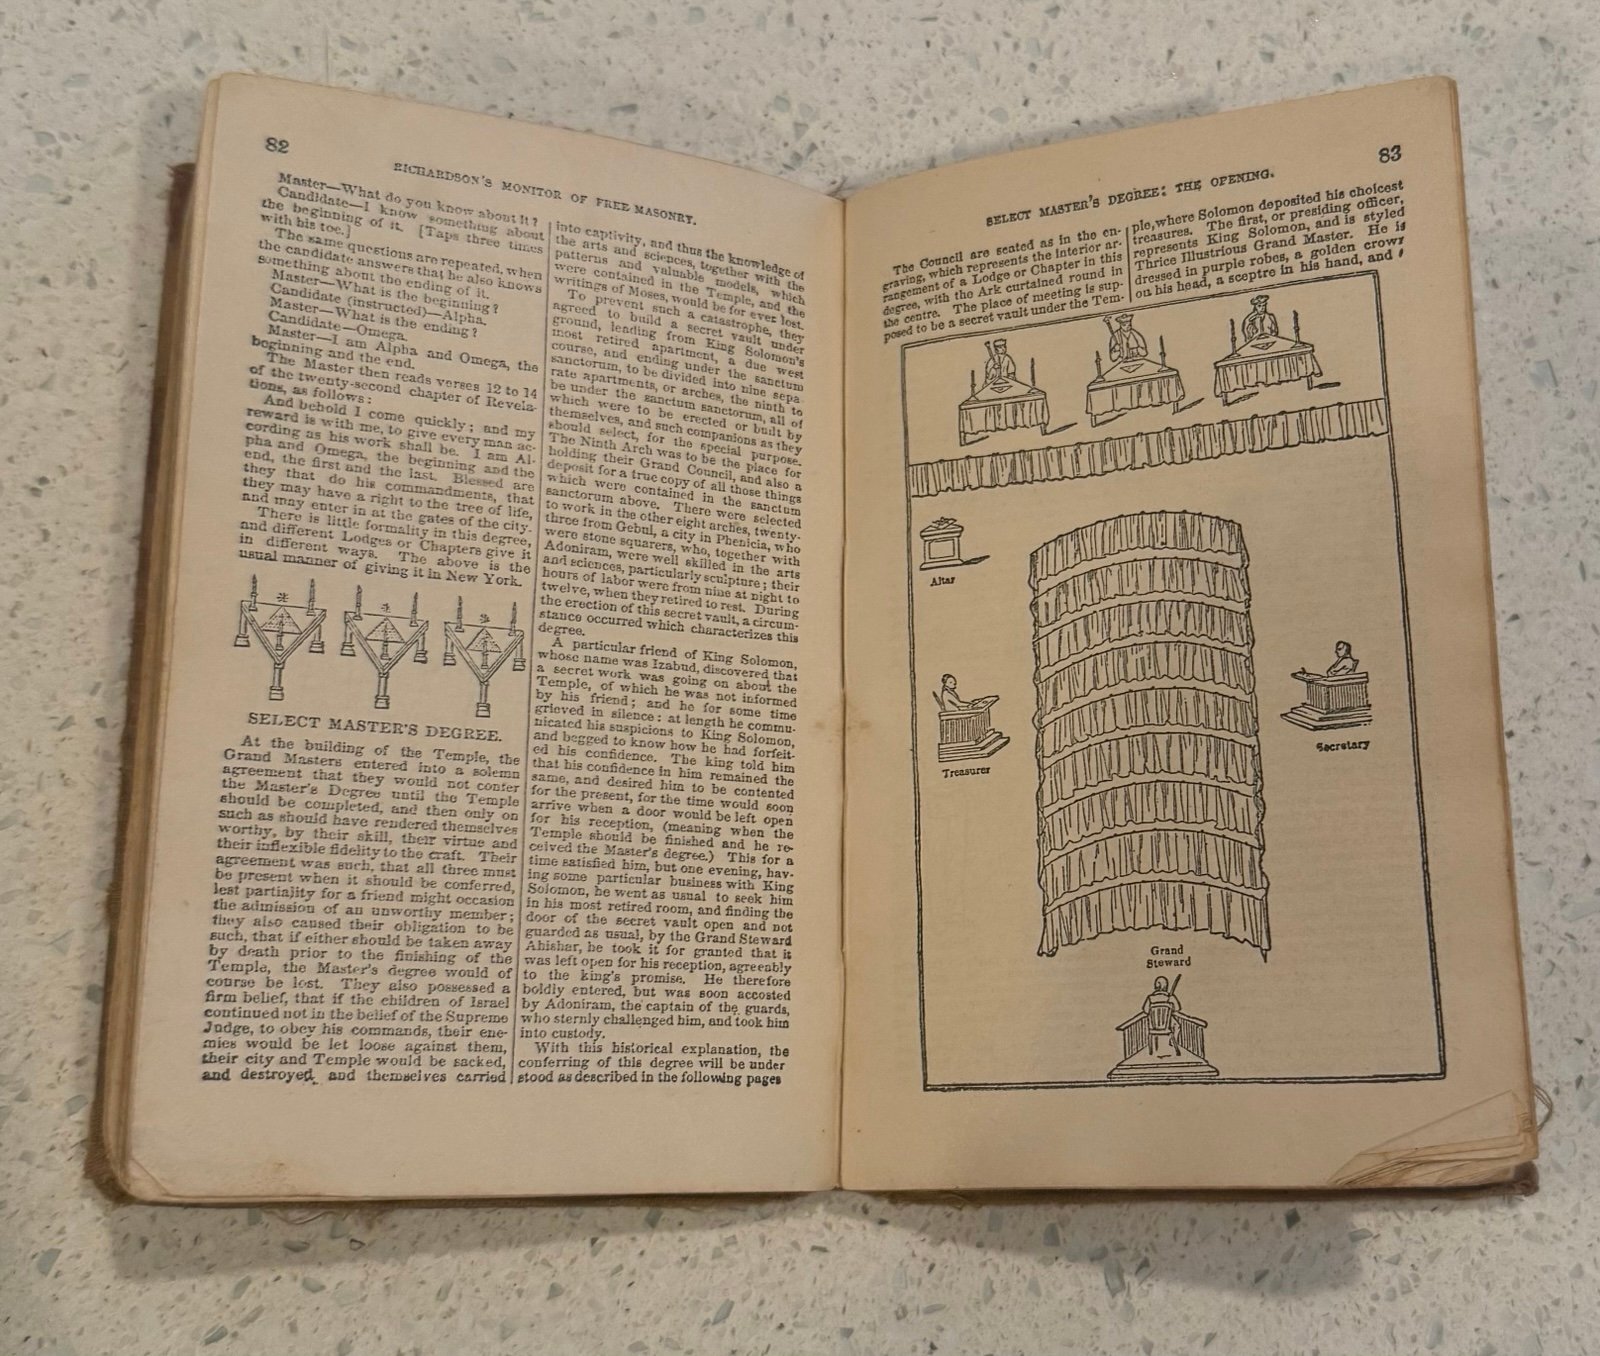 82
RICHARDSON'S MONITOR OF FREE MASONRY.
Master—What do you know about it?
Candidate—I know something about
the beginning of it. [Taps three times
with his toe.]
The same questions are repeated, when
the candidate answers that he also knows
something about the ending of it.
Master—What is the beginning?
Candidate (instructed)—Alpha.
Master—What is the ending?
Candidate—Omega.
Master—I am Alpha and Omega, the
beginning and the end.
The Master then reads verses 12 to 14
of the twenty-second chapter of Revela-
tions, as follows:
And behold I come quickly; and my
reward is with me, to give every man ac-
cording as his work shall be. I am Al-
pha and Omega, the beginning and the
end, the first and the last. Blessed are
they that do his commandments, that
they may have a right to the tree of life,
and may enter in at the gates of the city.
There is little formality in this degree,
and different Lodges or Chapters give it
in different ways. The above is the
usual manner of giving it in New York.
SELECT MASTER'S DEGREE.
At the building of the Temple, the
Grand Masters entered into a solemn
agreement that they would not confer
the Master's Degree until the Temple
should be completed, and then only on
such as should have rendered themselves
worthy, by their skill, their virtue and
their inflexible fidelity to the craft. Their
agreement was such, that all three must
be present when it should be conferred,
lest partiality for a friend might occasion
the admission of an unworthy member;
they also caused their obligation to be
such, that if either should be taken away
by death prior to the finishing of the
Temple, the Master's degree would of
course be lost. They also possessed a
firm belief, that if the children of Israel
continued not in the belief of the Supreme
Judge, to obey his commands, their ene-
mies would be let loose against them,
their city and Temple would be sacked,
and destroyed, and themselves carried
into captivity, and thus the knowledge of
the arts and sciences, together with the
patterns and valuable models, which
were contained in the Temple, and the
writings of Moses, would be for ever lost.
To prevent such a catastrophe, they
agreed to build a secret vault under
ground, leading from King Solomon's
most retired apartment, a due west
course, and ending under the sanctum
sanctorum, to be divided into nine sepa
rate apartments, or arches, the ninth to
be under the sanctum sanctorum, all of
which were to be erected or built by
themselves, and such companions as they
should select, for the special purpose.
The Ninth Arch was to be the place for
holding their Grand Council, and also a
deposit for a true copy of all those things
which were contained in the sanctum
sanctorum above. There were selected
to work in the other eight arches, twenty-
three from Gebul, a city in Phenicia, who
were stone squarers, who, together with
Adoniram, were well skilled in the arts
and sciences, particularly sculpture; their
hours of labor were from nine at night to
twelve, when they retired to rest. During
the erection of this secret vault, a circum-
stance occurred which characterizes this
degree.
A particular friend of King Solomon,
whose name was Izabud, discovered that
a secret work was going on about the
Temple, of which he was not informed
by his friend; and he for some time
grieved in silence: at length he commu-
nicated his suspicions to King Solomon,
and begged to know how he had forfeit-
ed his confidence. The king told him
that his confidence in him remained the
same, and desired him to be contented
for the present, for the time would soon
arrive when a door would be left open
for his reception, (meaning when the
Temple should be finished and he re-
ceived the Master's degree.) This for a
time satisfied him, but one evening, hav-
ing some particular business with King
Solomon, he went as usual to seek him
in his most retired room, and finding the
door of the secret vault open and not
guarded as usual, by the Grand Steward
Ahishar, he took it for granted that it
was left open for his reception, agreeably
to the king's promise. He therefore
boldly entered, but was soon accosted
by Adoniram, the captain of the guards,
who sternly challenged him, and took him
into custody.
With this historical explanation, the
conferring of this degree will be under
stood as described in the following pages
83
SELECT MASTER'S DEGREE: THE OPENING.
The Council are seated as in the en-
graving, which represents the interior ar-
rangement of a Lodge or Chapter in this
degree, with the Ark curtained round in
the centre. The place of meeting is sup-
posed to be a secret vault under the Tem-
ple, where Solomon deposited his choicest
treasures. The first, or presiding officer,
represents King Solomon, and is styled
Thrice Illustrious Grand Master. He is
dressed in purple robes, a golden crown
on his head, a sceptre in his hand, and
Altar
Treasurer
Secretary
Grand
Steward